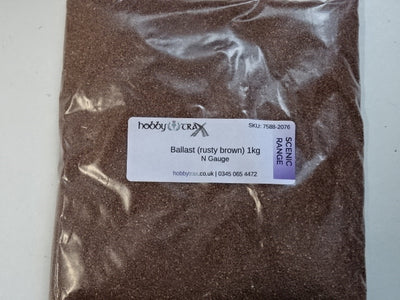 hobby trax
SKU: 7588-2076
Ballast (rusty brown) 1kg
N Gauge
SCENIC
RANGE
hobbytrax.co.uk | 0345 065 4472